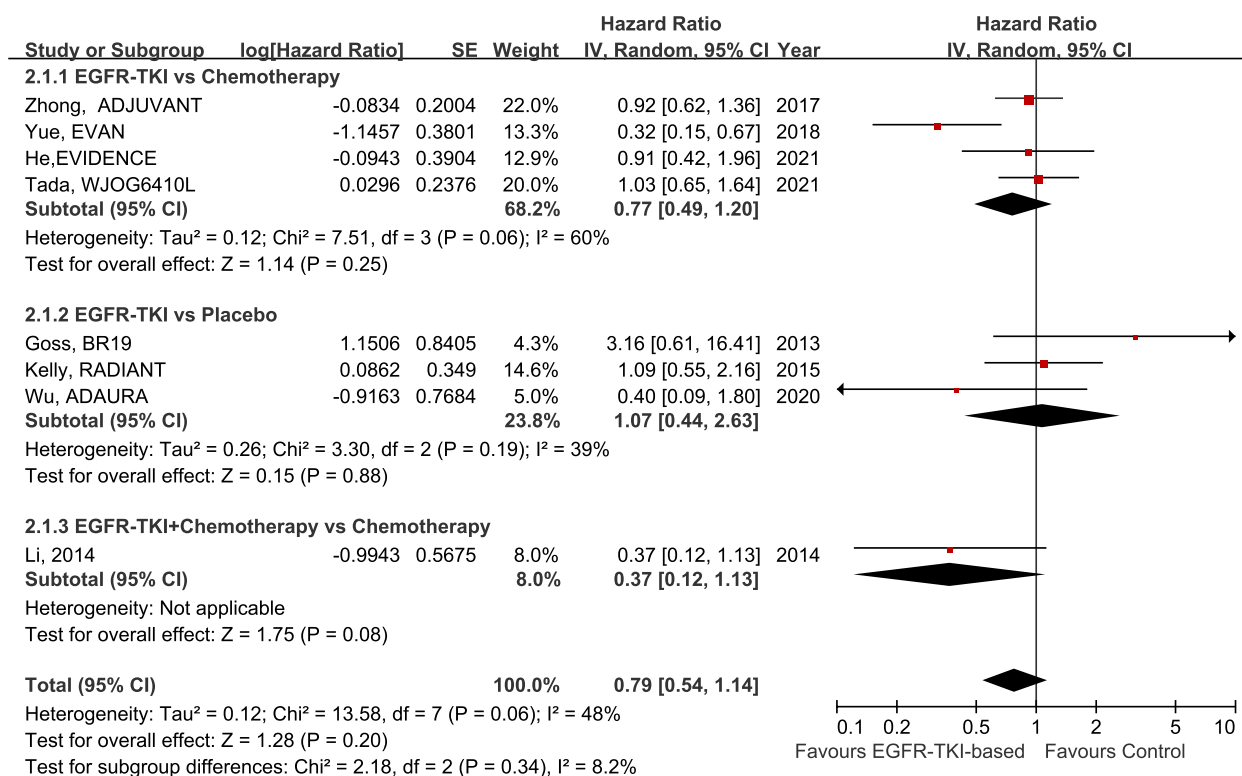 Hazard Ratio Hazard Ratio
Study or Subgroup log[Hazard Ratio] SE Weight IV, Random, 95% CI Year IV, Random, 95% CI
2.1.1 EGFR-TKI vs Chemotherapy
Zhong, ADJUVANT -0.0834 0.2004 22.0% 0.92 [0.62, 1.36] 2017
Yue, EVAN -1.1457 0.3801 13.3% 0.32 [0.15, 0.67] 2018
He,EVIDENCE -0.0943 0.3904 12.9% 0.91 [0.42, 1.96] 2021
Tada, WJOG6410L 0.0296 0.2376 20.0% 1.03 [0.65, 1.64] 2021
Subtotal (95% CI) 68.2% 0.77 [0.49, 1.20]
Heterogeneity: Tau² = 0.12; Chi² = 7.51, df = 3 (P = 0.06); I² = 60%
Test for overall effect: Z = 1.14 (P = 0.25)
2.1.2 EGFR-TKI vs Placebo
Goss, BR19 1.1506 0.8405 4.3% 3.16 [0.61, 16.41] 2013
Kelly, RADIANT 0.0862 0.349 14.6% 1.09 [0.55, 2.16] 2015
Wu, ADAURA -0.9163 0.7684 5.0% 0.40 [0.09, 1.80] 2020
Subtotal (95% CI) 23.8% 1.07 [0.44, 2.63]
Heterogeneity: Tau² = 0.26; Chi² = 3.30, df = 2 (P = 0.19); I² = 39%
Test for overall effect: Z = 0.15 (P = 0.88)
2.1.3 EGFR-TKI+Chemotherapy vs Chemotherapy
Li, 2014 -0.9943 0.5675 8.0% 0.37 [0.12, 1.13] 2014
Subtotal (95% CI) 8.0% 0.37 [0.12, 1.13]
Heterogeneity: Not applicable
Test for overall effect: Z = 1.75 (P = 0.08)
Total (95% CI) 100.0% 0.79 [0.54, 1.14]
Heterogeneity: Tau² = 0.12; Chi² = 13.58, df = 7 (P = 0.06); I² = 48%
Test for overall effect: Z = 1.28 (P = 0.20)
Test for subgroup differences: Chi² = 2.18, df = 2 (P = 0.34), I² = 8.2%
0.1 0.2 0.5 1 2 5 10
Favours EGFR-TKI-based Favours Control